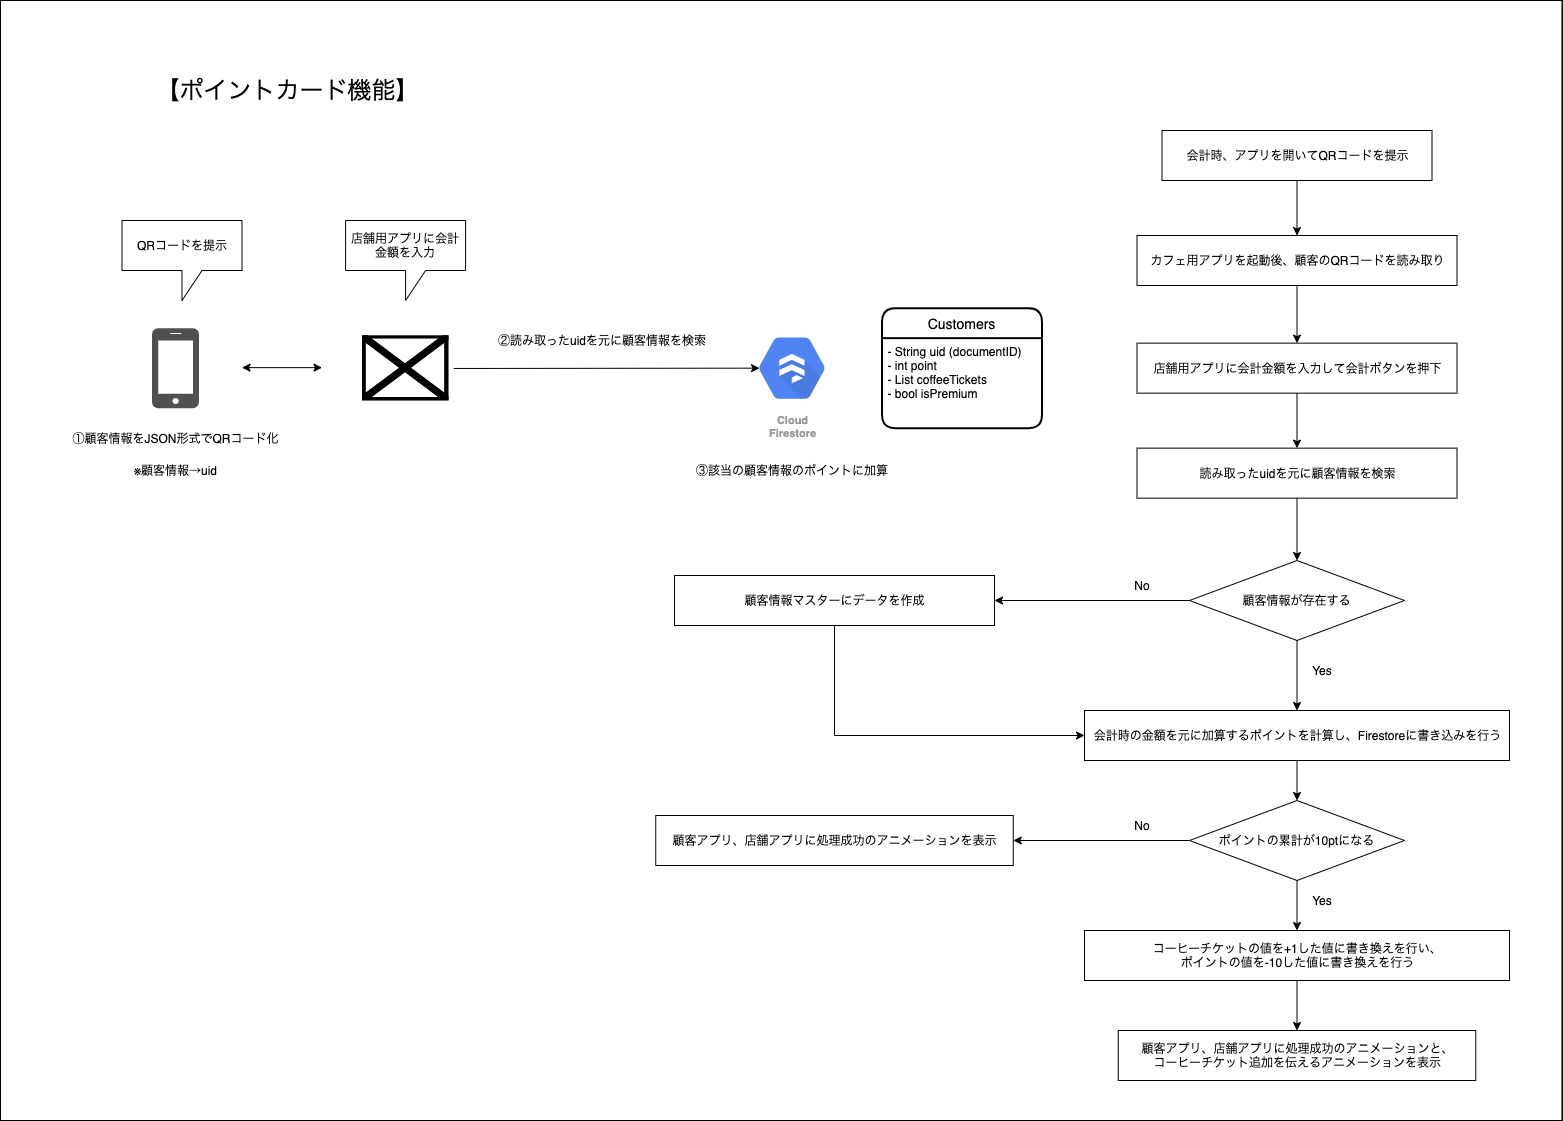 【ポイントカード機能】
QRコードを提示
店舗用アプリに会計
金額を入力
①顧客情報をJSON形式でQRコード化
※顧客情報→uid
②読み取ったuidを元に顧客情報を検索
Cloud
Firestore
③該当の顧客情報のポイントに加算
Customers
- String uid (documentID)
- int point
- List coffeeTickets
- bool isPremium
会計時、アプリを開いてQRコードを提示
カフェ用アプリを起動後、顧客のQRコードを読み取り
店舗用アプリに会計金額を入力して会計ボタンを押下
読み取ったuidを元に顧客情報を検索
顧客情報が存在する
No
顧客情報マスターにデータを作成
Yes
会計時の金額を元に加算するポイントを計算し、Firestoreに書き込みを行う
ポイントの累計が10ptになる
No
顧客アプリ、店舗アプリに処理成功のアニメーションを表示
Yes
コーヒーチケットの値を+1した値に書き換えを行い、
ポイントの値を-10した値に書き換えを行う
顧客アプリ、店舗アプリに処理成功のアニメーションと、
コーヒーチケット追加を伝えるアニメーションを表示